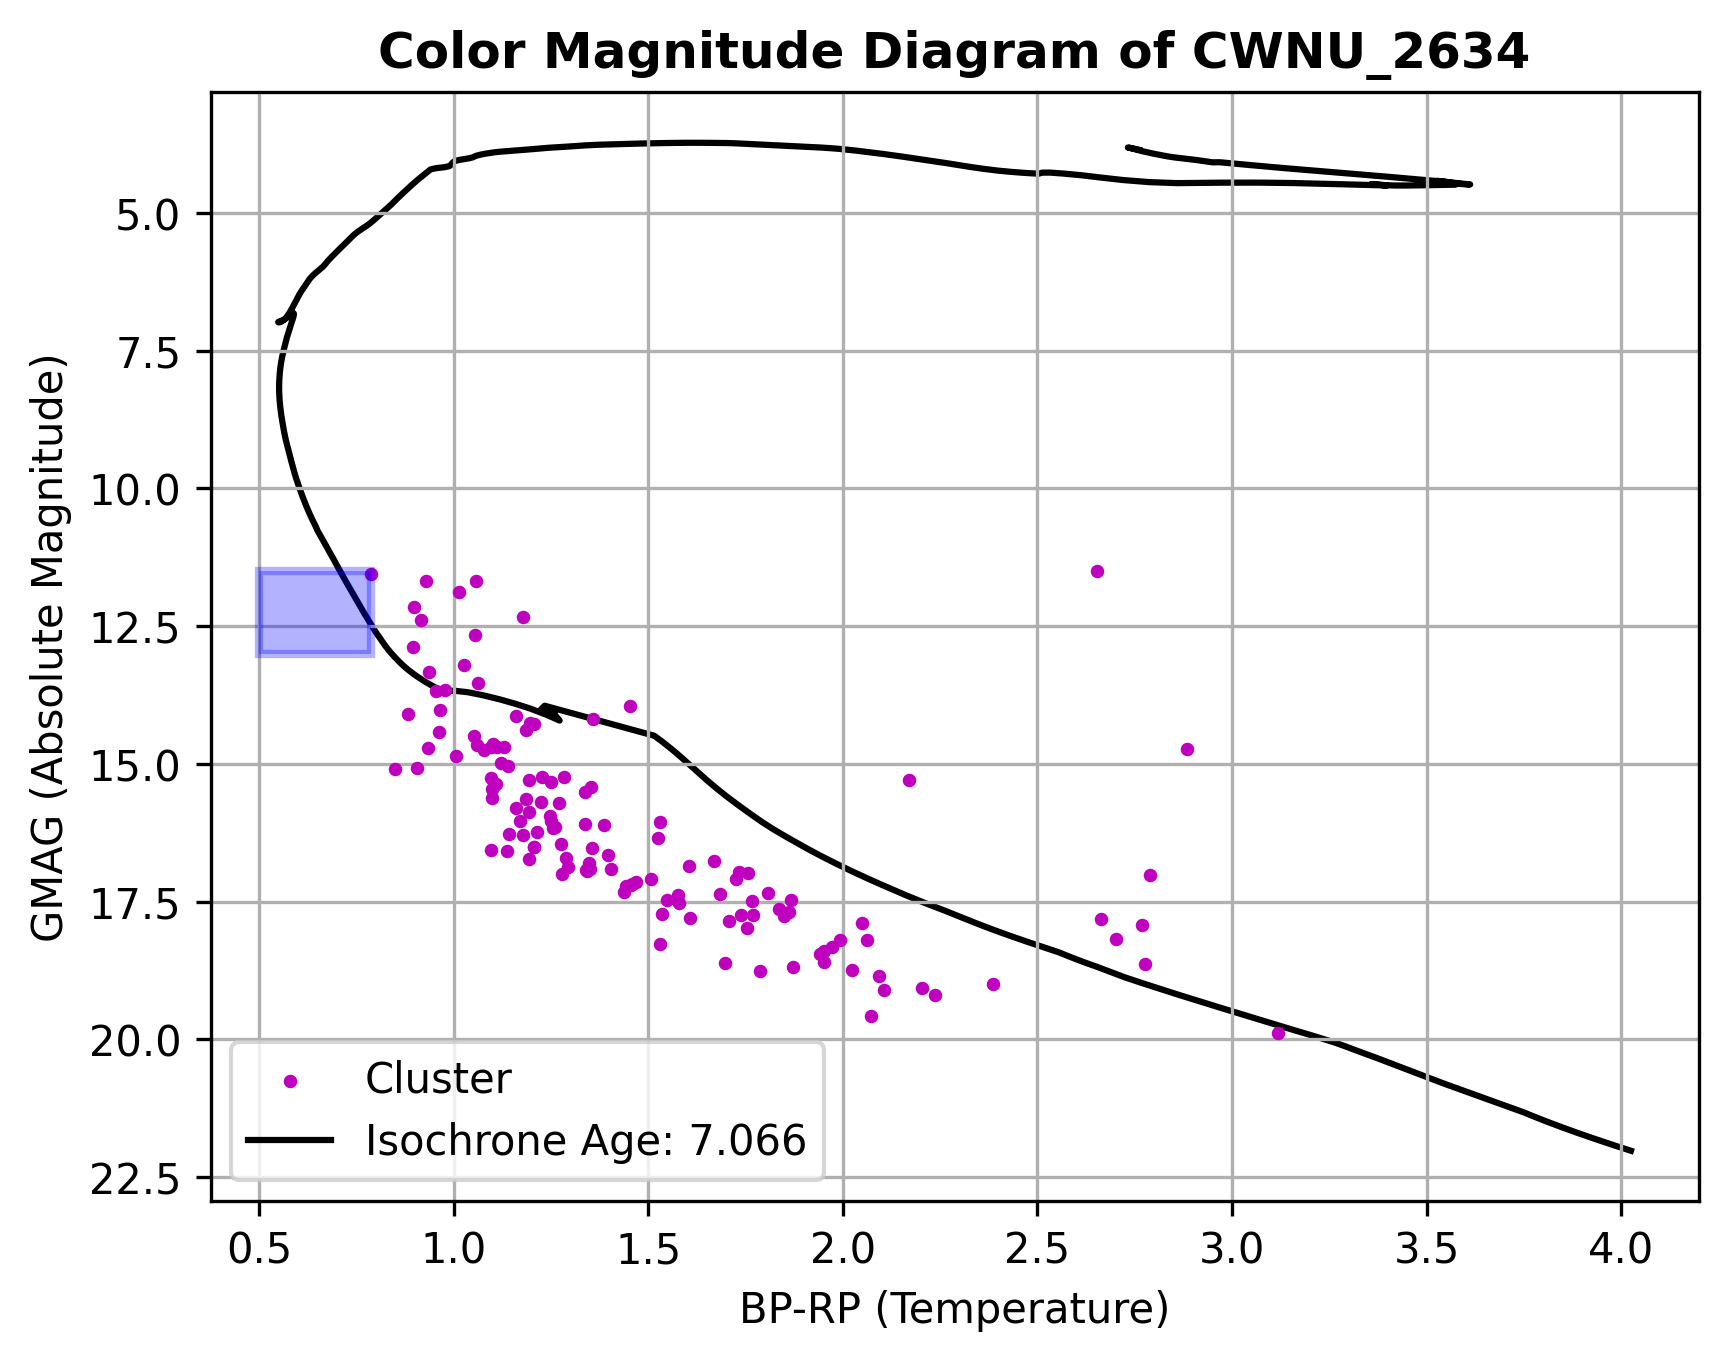 Color Magnitude Diagram of CWNU_2634
GMAG (Absolute Magnitude)
5.0
7.5
10.0
12.5
15.0
17.5
20.0
22.5
Cluster
Isochrone Age: 7.066
0.5 1.0 1.5 2.0 2.5 3.0 3.5 4.0
BP-RP (Temperature)